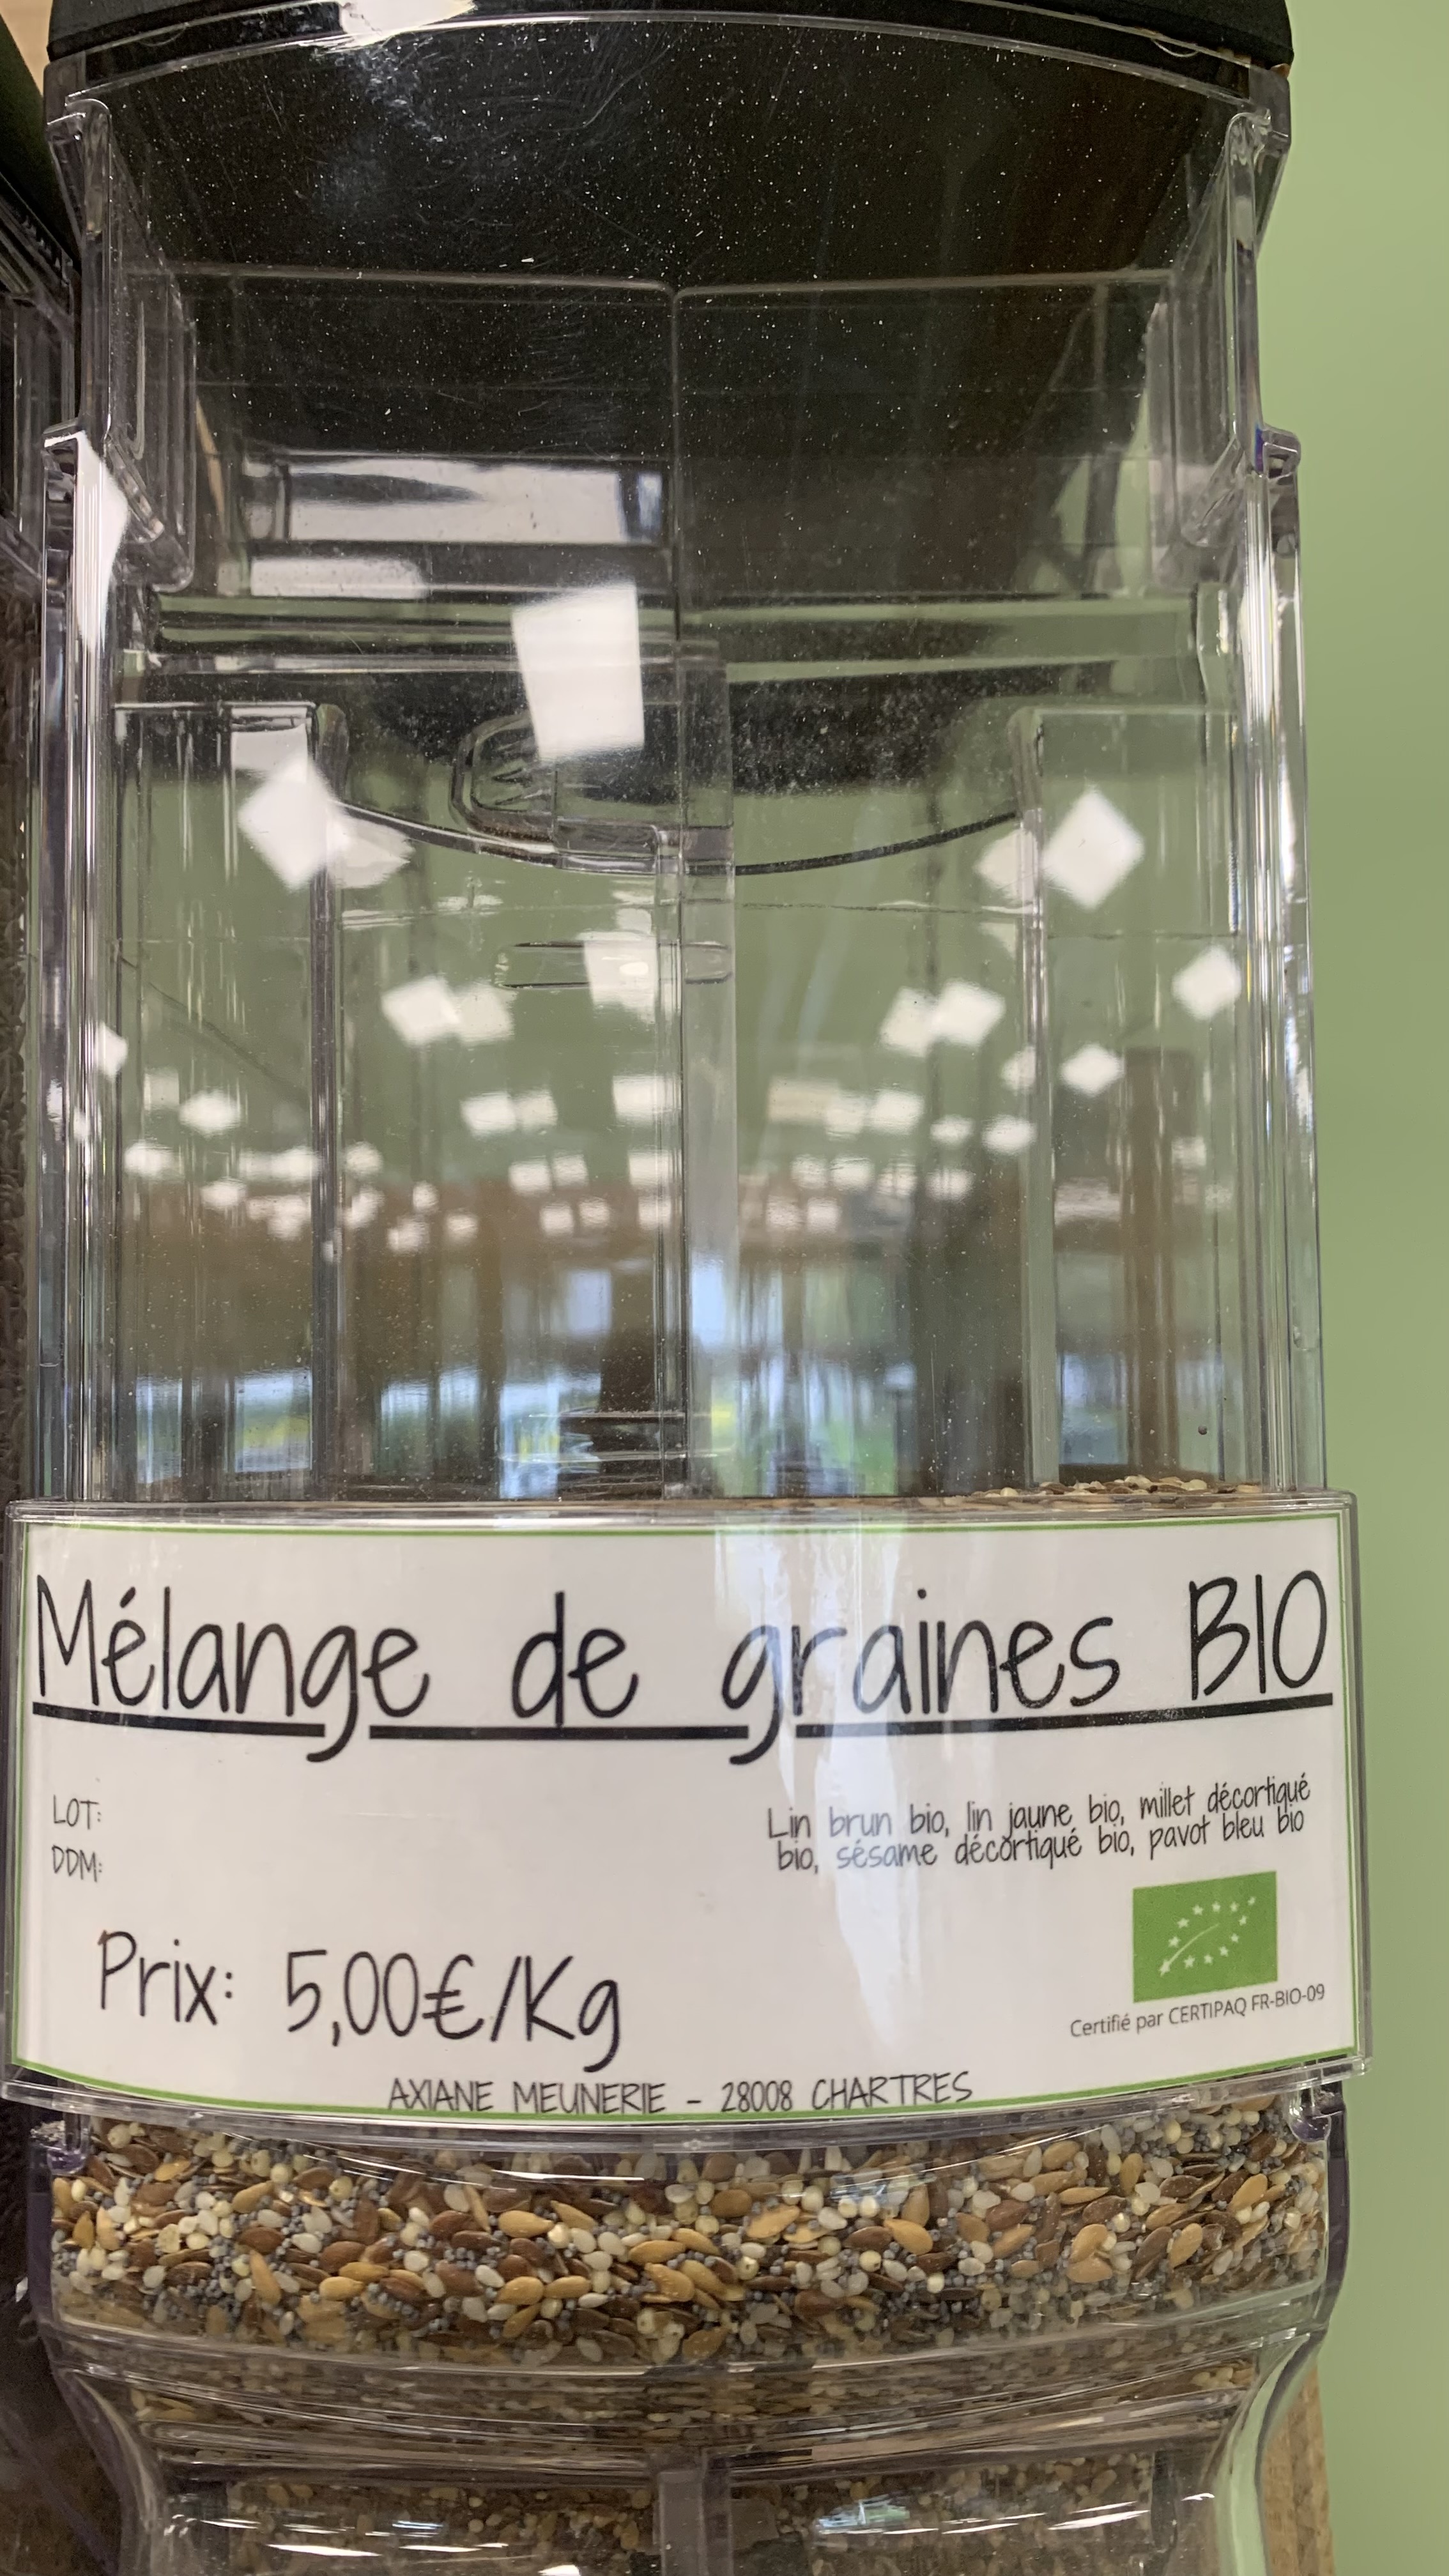 Mélange de graines BIO
LOT:
DDM:
Lin brun bio, lin jaune bio, millet décortiqué
bio, sésame décortiqué bio, pavot bleu bio
Prix: 5,00€/Kg
Certifié par CERTIPAQ FR-BIO-09
AXIANE MEUNERIE - 28008 CHARTRES